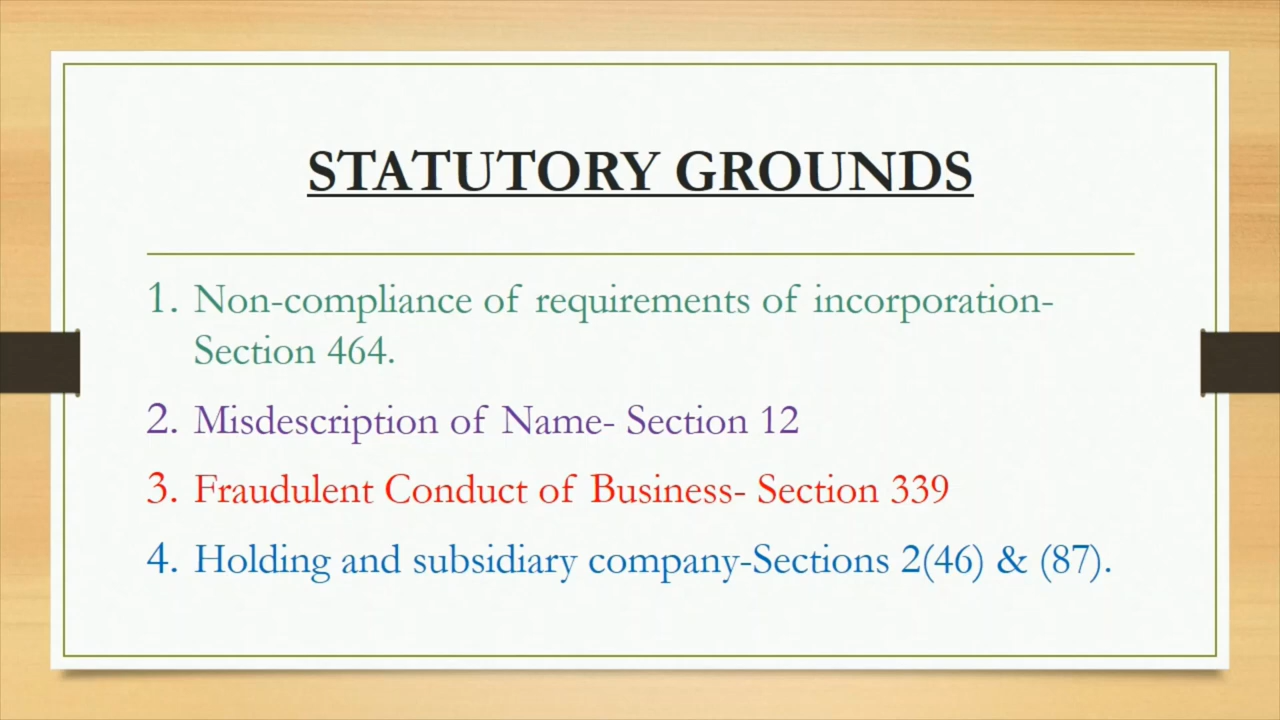 STATUTORY GROUNDS
1. Non-compliance of requirements of incorporation-
Section 464.
2. Misdescription of Name- Section 12
3. Fraudulent Conduct of Business- Section 339
4. Holding and subsidiary company-Sections 2(46) & (87).